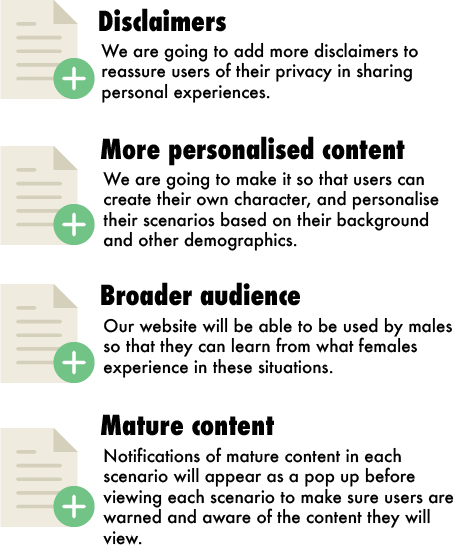 Disclaimers
We are going to add more disclaimers to
reassure users of their privacy in sharing
personal experiences.
More personalised content
We are going to make it so that users can
create their own character, and personalise
their scenarios based on their background
and other demographics.
Broader audience
Our website will be able to be used by males
so that they can learn from what females
experience in these situations.
Mature content
Notifications of mature content in each
scenario will appear as a pop up before
viewing each scenario to make sure users are
warned and aware of the content they will
view.